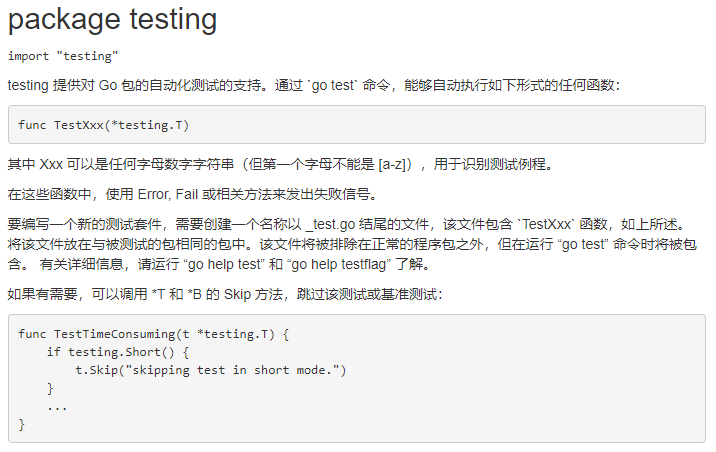 package testing
import "testing"
testing 提供对 Go 包的自动化测试的支持。通过 `go test` 命令，能够自动执行如下形式的任何函数：
func TestXxx(*testing.T)
其中 Xxx 可以是任何字母数字字符串（但第一个字母不能是 [a-z]），用于识别测试例程。
在这些函数中，使用 Error, Fail 或相关方法来发出失败信号。
要编写一个新的测试套件，需要创建一个名称以 _test.go 结尾的文件，该文件包含 `TestXxx` 函数，如上所述。
将该文件放在与被测试的包相同的包中。该文件将被排除在正常的程序包之外，但在运行 “go test” 命令时将被包
含。 有关详细信息，请运行 “go help test” 和 “go help testflag” 了解。
如果有需要，可以调用 *T 和 *B 的 Skip 方法，跳过该测试或基准测试：
func TestTimeConsuming(t *testing.T) {
    if testing.Short() {
        t.Skip("skipping test in short mode.")
    }
    ...
}